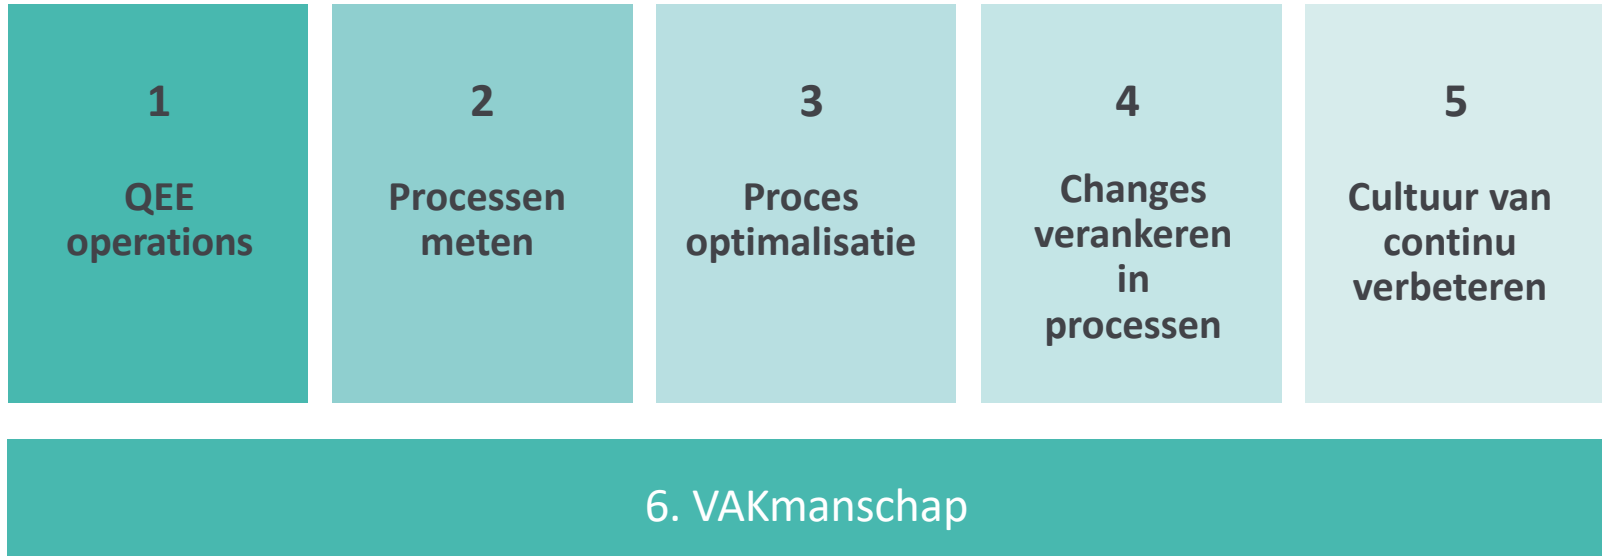 1
QEE
operations
2
Processen
meten
3
Proces
optimalisatie
4
Changes
verankeren
in
processen
5
Cultuur van
continu
verbeteren
6. VAKmanschap